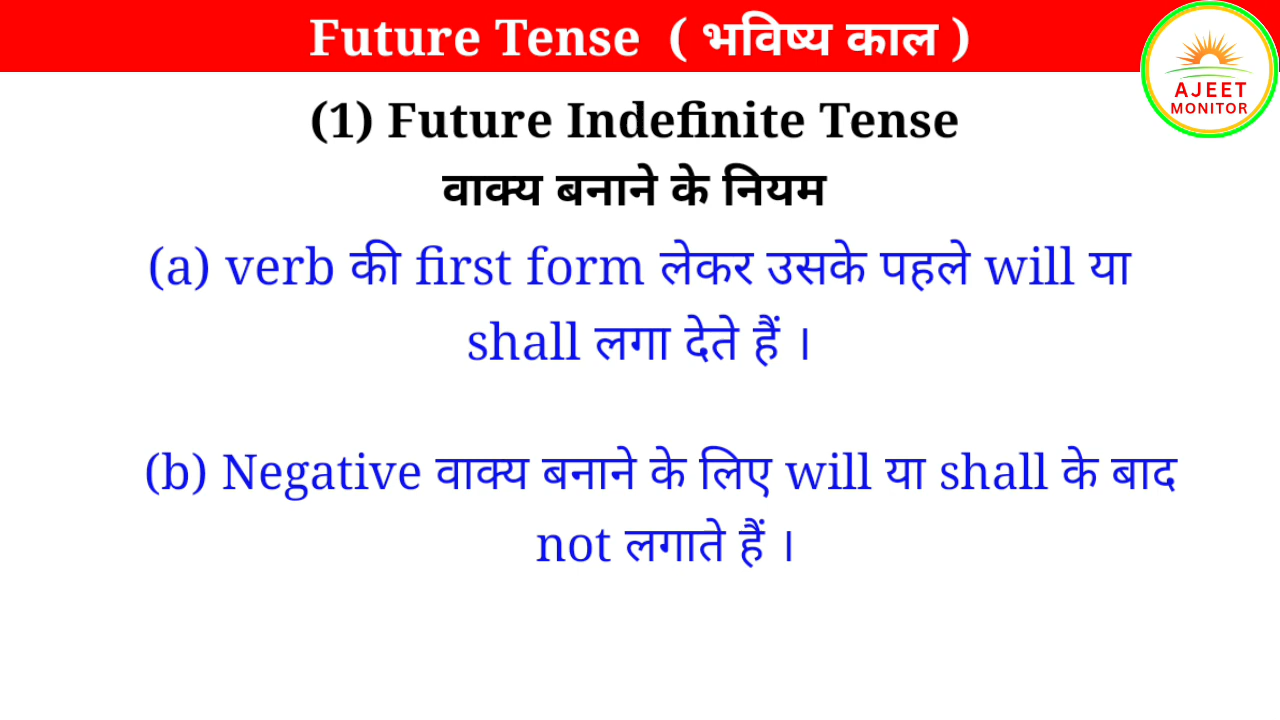 Future Tense ( भविष्य काल )
AJEET
MONITOR
(1) Future Indefinite Tense
वाक्य बनाने के नियम
(a) verb की first form लेकर उसके पहले will या
shall लगा देते हैं ।
(b) Negative वाक्य बनाने के लिए will या shall के बाद
not लगाते हैं ।